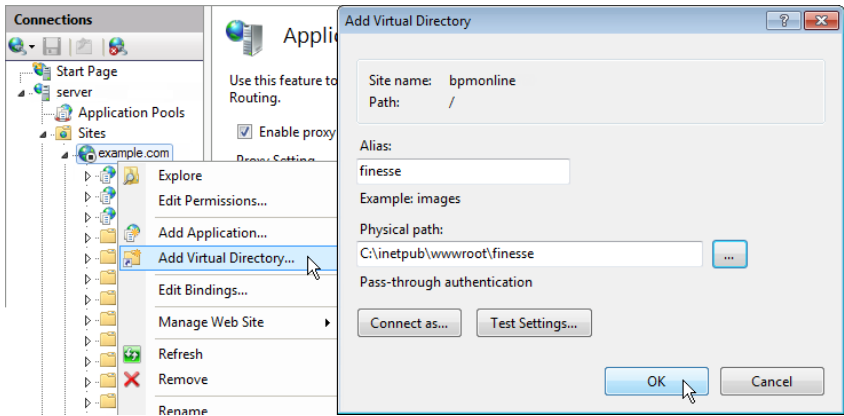 Connections
Start Page
server
Application Pools
Sites
example.com
Explore
Edit Permissions...
Add Application...
Add Virtual Directory...
Edit Bindings...
Manage Web Site
Refresh
Remove
Rename
Use this feature to
Routing.
Enable proxy
Add Virtual Directory
Site name: bpmonline
Path: /
Alias:
finesse
Example: images
Physical path:
C:\inetpub\wwwroot\finesse
...
Pass-through authentication
Connect as...
Test Settings...
OK
Cancel